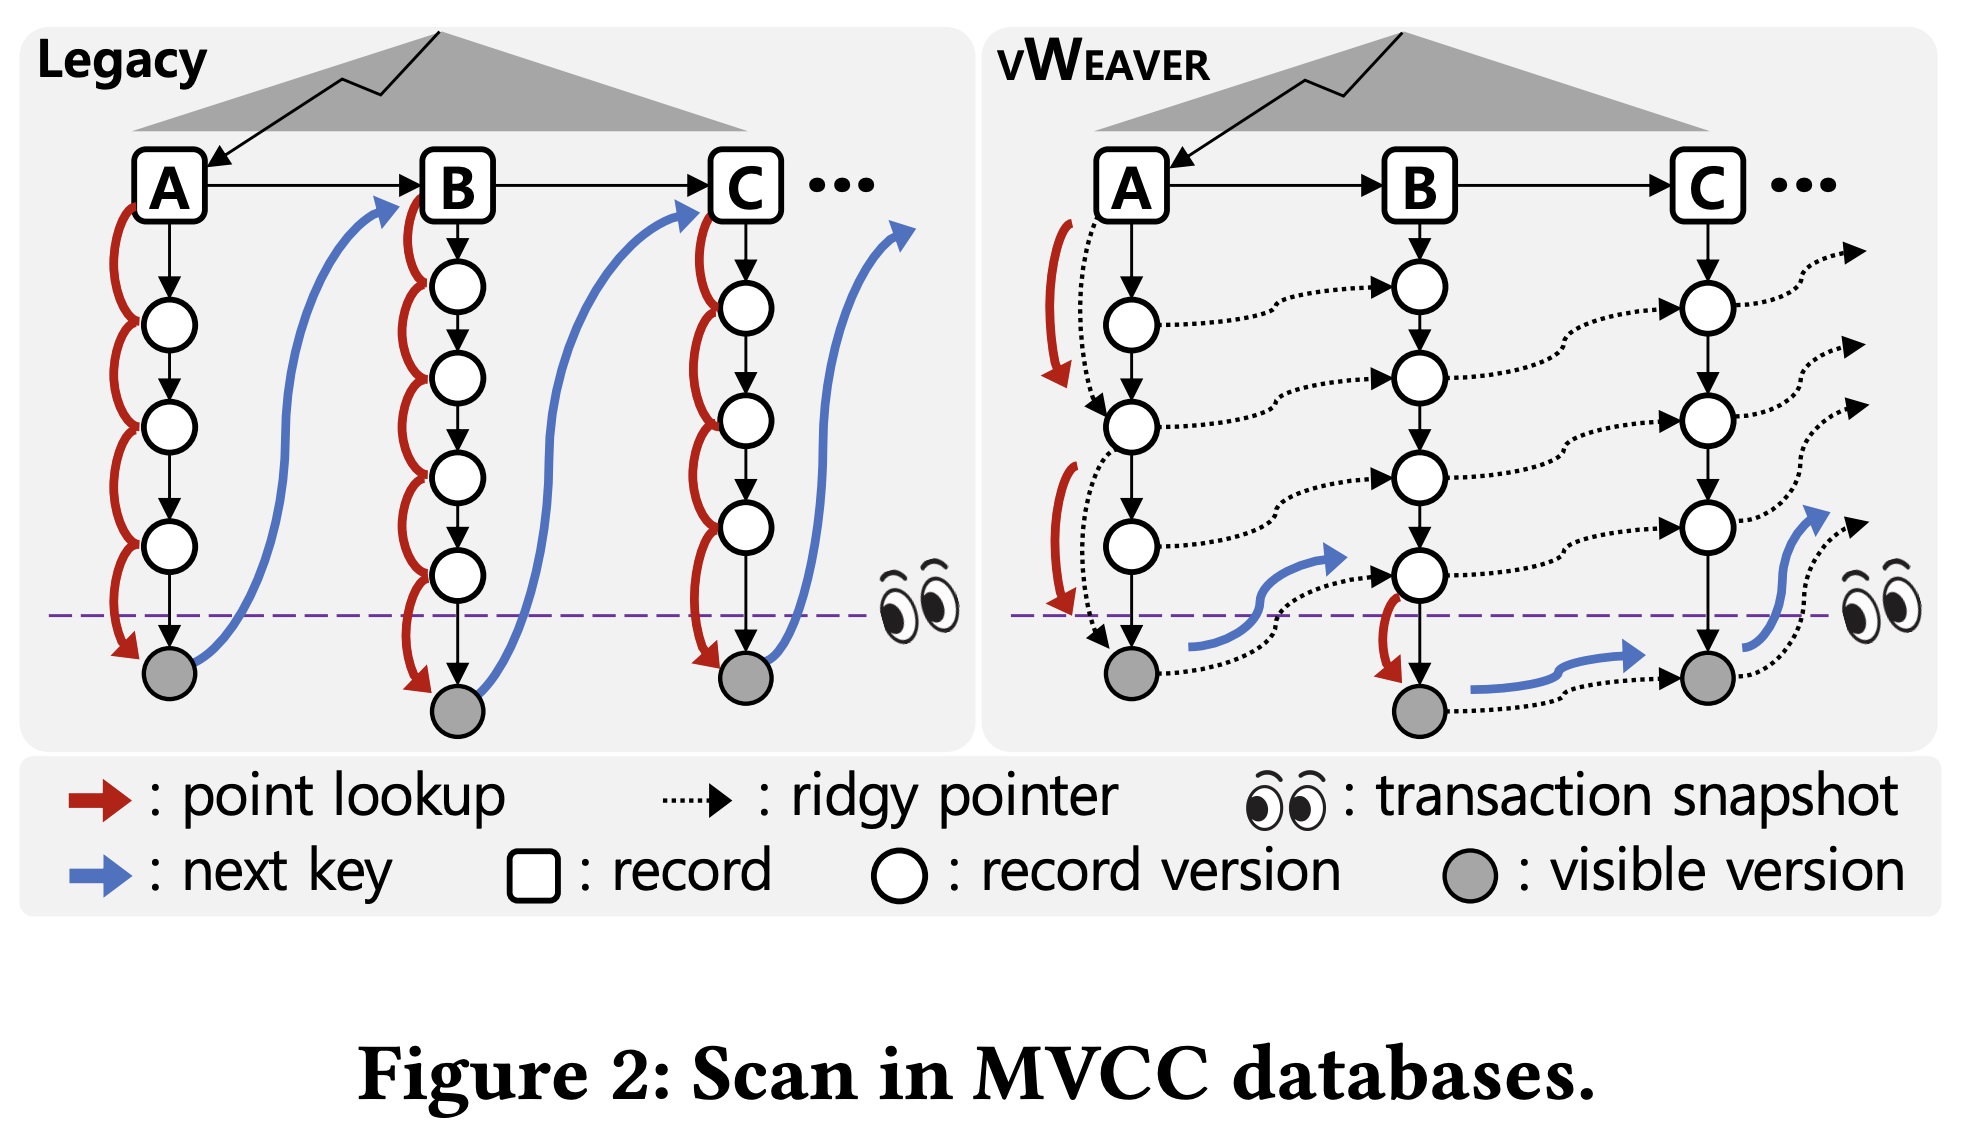 Legacy
VWEAVER
A
B
C
•••
A
B
C
•••
: point lookup
: ridgy pointer
: transaction snapshot
: next key
: record
: record version
: visible version
Figure 2: Scan in MVCC databases.